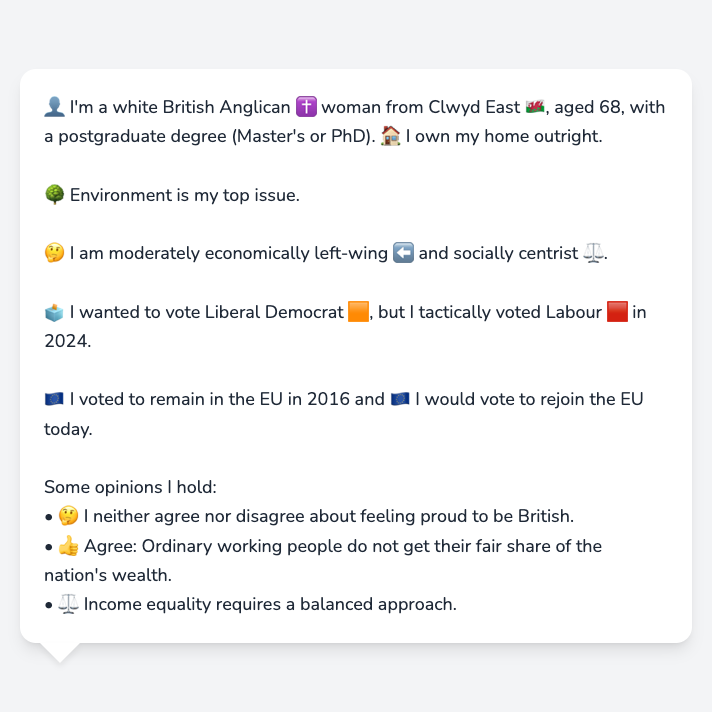 👤 I'm a white British Anglican ✝️ woman from Clwyd East 🏴󠁧󠁢󠁷󠁬󠁳󠁿, aged 68, with
a postgraduate degree (Master's or PhD). 🏠 I own my home outright.
🌳 Environment is my top issue.
🤔 I am moderately economically left-wing ⬅️ and socially centrist ⚖️.
🗳️ I wanted to vote Liberal Democrat 🟧, but I tactically voted Labour 🟥 in
2024.
🇪🇺 I voted to remain in the EU in 2016 and 🇪🇺 I would vote to rejoin the EU
today.
Some opinions I hold:
• 🤔 I neither agree nor disagree about feeling proud to be British.
• 👍 Agree: Ordinary working people do not get their fair share of the
nation's wealth.
• ⚖️ Income equality requires a balanced approach.